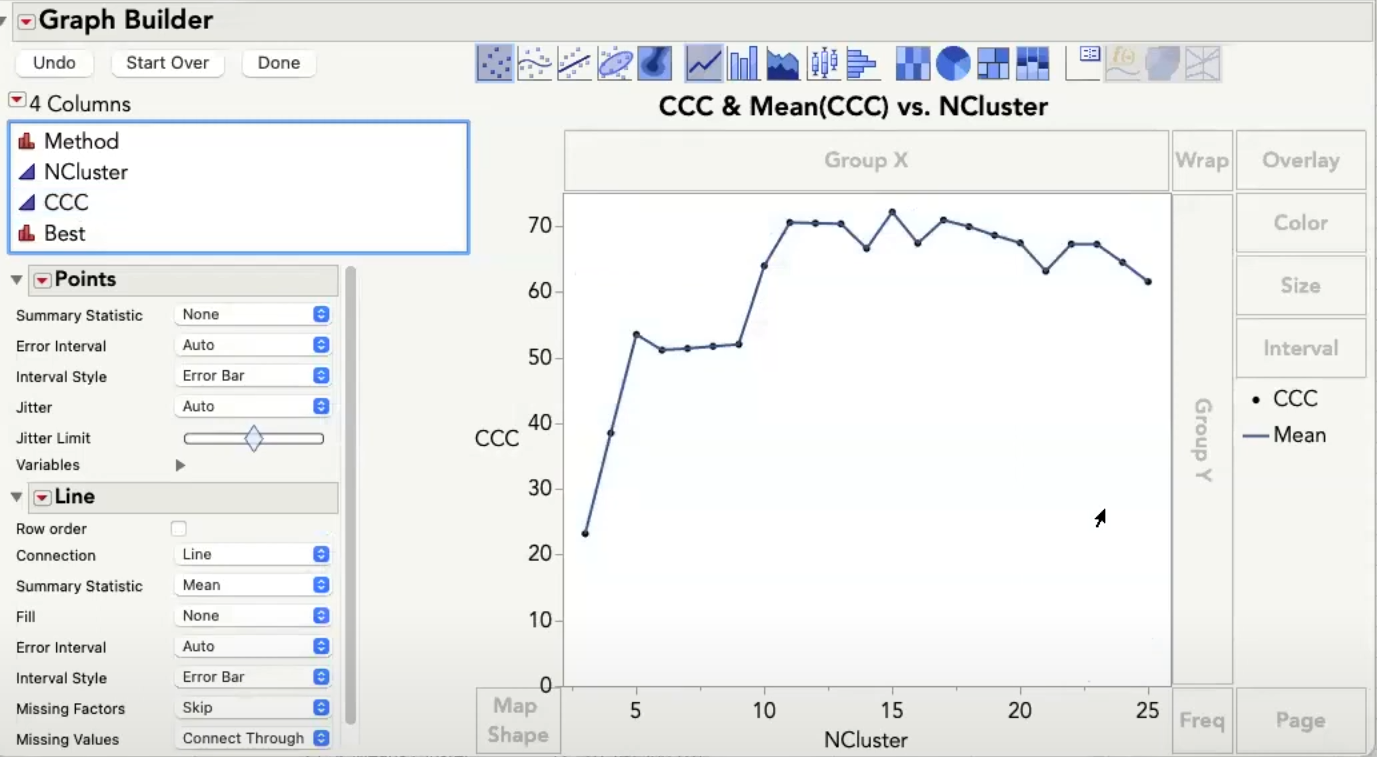 Graph Builder
Undo Start Over Done
4 Columns
Method
NCluster
CCC
Best
Points
Summary Statistic None
Error Interval Auto
Interval Style Error Bar
Jitter Auto
Jitter Limit
Variables
Line
Row order
Connection Line
Summary Statistic Mean
Fill None
Error Interval Auto
Interval Style Error Bar
Missing Factors Skip
Missing Values Connect Through
CCC & Mean(CCC) vs. NCluster
Group X
Wrap
Overlay
Color
Size
Interval
CCC
Mean
Group Y
CCC
70
60
50
40
30
20
10
0
5 10 15 20 25
NCluster
Map
Shape
Freq
Page